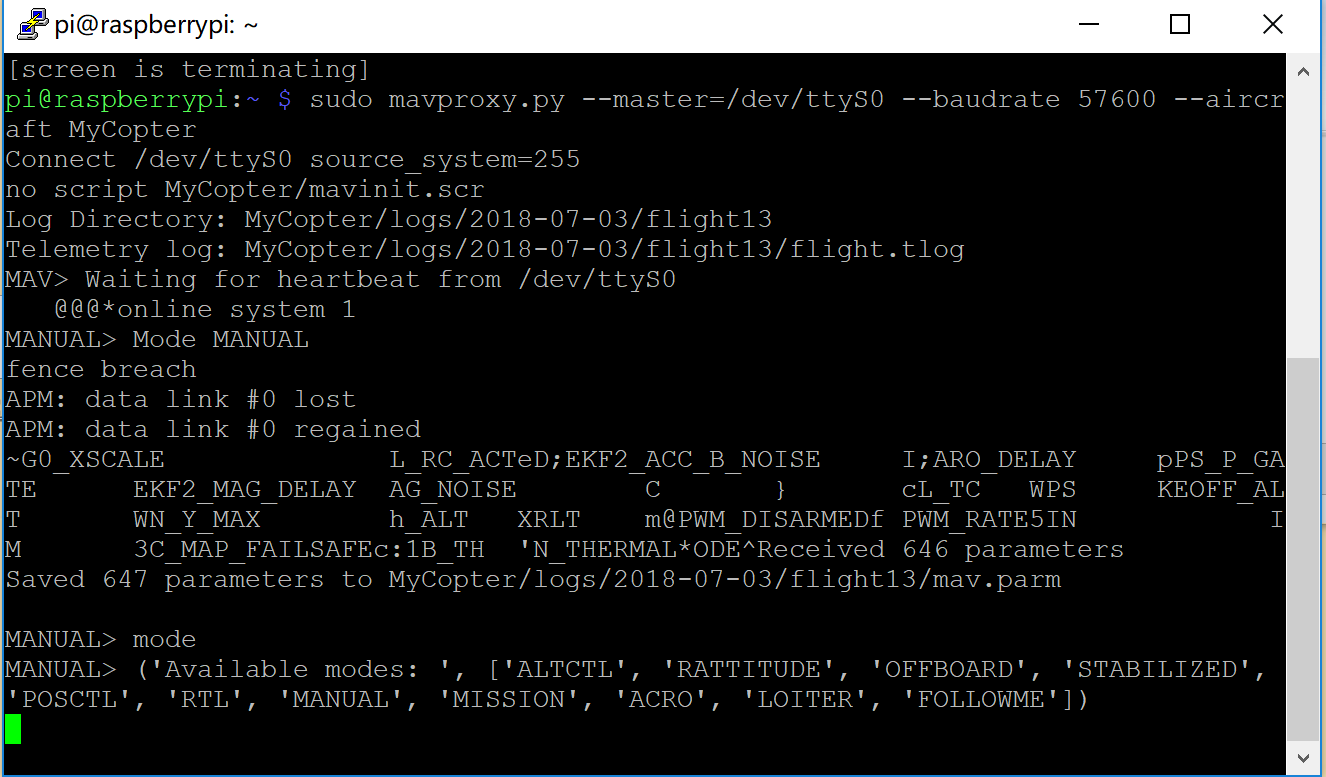 pi@raspberrypi: ~
[screen is terminating]
pi@raspberrypi:~ $ sudo mavproxy.py --master=/dev/ttyS0 --baudrate 57600 --aircr
aft MyCopter
Connect /dev/ttyS0 source_system=255
no script MyCopter/mavinit.scr
Log Directory: MyCopter/logs/2018-07-03/flight13
Telemetry log: MyCopter/logs/2018-07-03/flight13/flight.tlog
MAV> Waiting for heartbeat from /dev/ttyS0
   @@@*online system 1
MANUAL> Mode MANUAL
fence breach
APM: data link #0 lost
APM: data link #0 regained
~G0_XSCALE              L_RC_ACTeD;EKF2_ACC_B_NOISE     I;ARO_DELAY     pPS_P_GA
TE      EKF2_MAG_DELAY  AG_NOISE        C       }       cL_TC   WPS     KEOFF_AL
T       WN_Y_MAX        h_ALT   XRLT    m@PWM_DISARMEDf PWM_RATE5IN            I
M       3C_MAP_FAILSAFEc:1B_TH  'N_THERMAL*ODE^Received 646 parameters
Saved 647 parameters to MyCopter/logs/2018-07-03/flight13/mav.parm
MANUAL> mode
MANUAL> ('Available modes: ', ['ALTCTL', 'RATTITUDE', 'OFFBOARD', 'STABILIZED',
'POSCTL', 'RTL', 'MANUAL', 'MISSION', 'ACRO', 'LOITER', 'FOLLOWME'])